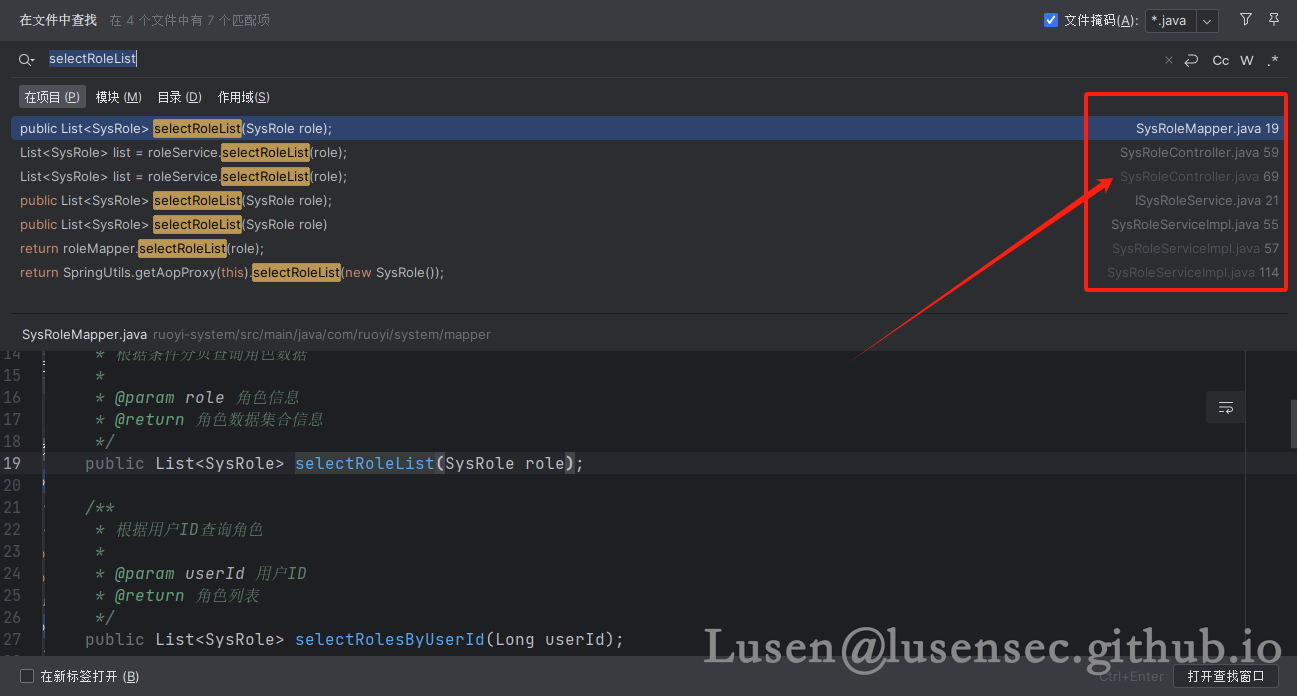 在文件中查找 在 4 个文件中有 7 个匹配项 文件掩码(A): *.java
selectRoleList × Cc W .*
在项目 (P) 模块 (M) 目录 (D) 作用域(S)
public List<SysRole> selectRoleList(SysRole role); SysRoleMapper.java 19
List<SysRole> list = roleService.selectRoleList(role); SysRoleController.java 59
List<SysRole> list = roleService.selectRoleList(role); SysRoleController.java 69
public List<SysRole> selectRoleList(SysRole role); ISysRoleService.java 21
public List<SysRole> selectRoleList(SysRole role) SysRoleServiceImpl.java 55
return roleMapper.selectRoleList(role); SysRoleServiceImpl.java 57
return SpringUtils.getAopProxy(this).selectRoleList(new SysRole()); SysRoleServiceImpl.java 114
SysRoleMapper.java ruoyi-system/src/main/java/com/ruoyi/system/mapper
14 * 根据条件分页查询角色数据
15 *
16 * @param role 角色信息
17 * @return 角色数据集合信息
18 */
19 public List<SysRole> selectRoleList(SysRole role);
20
21 /**
22 * 根据用户ID查询角色
23 *
24 * @param userId 用户ID
25 * @return 角色列表
26 */
27 public List<SysRole> selectRolesByUserId(Long userId);
Lusen@lusensec.github.io
在新标签打开 (B) Ctrl+Enter 打开查找窗口